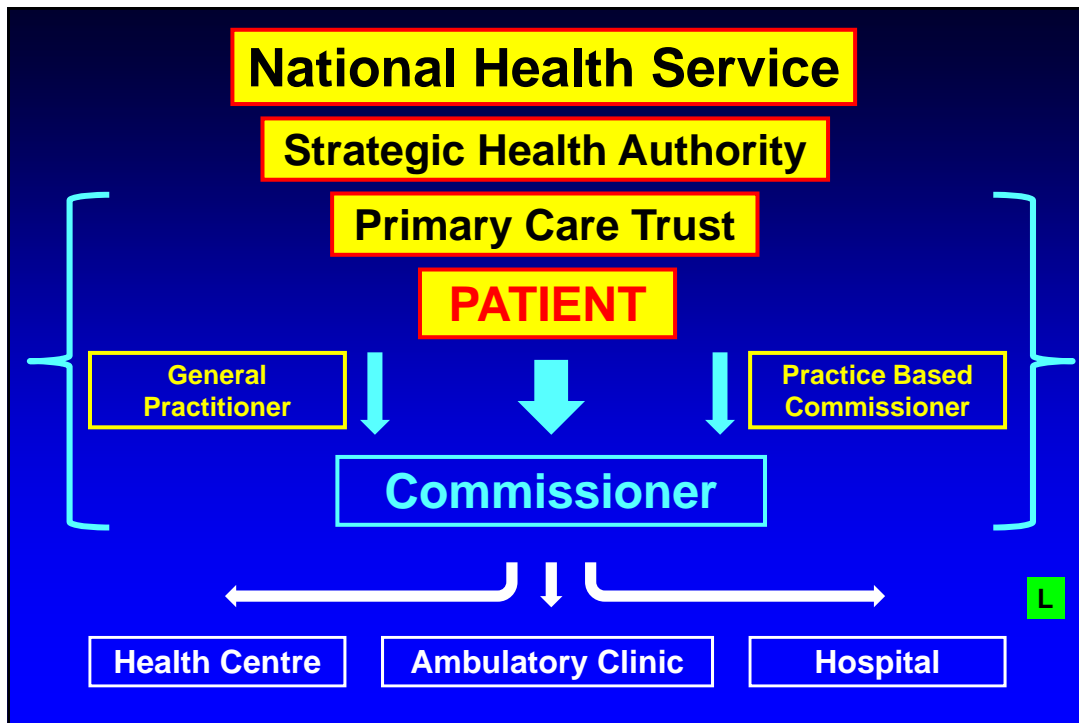 National Health Service
Strategic Health Authority
Primary Care Trust
PATIENT
General
Practitioner
Practice Based
Commissioner
Commissioner
L
Health Centre
Ambulatory Clinic
Hospital